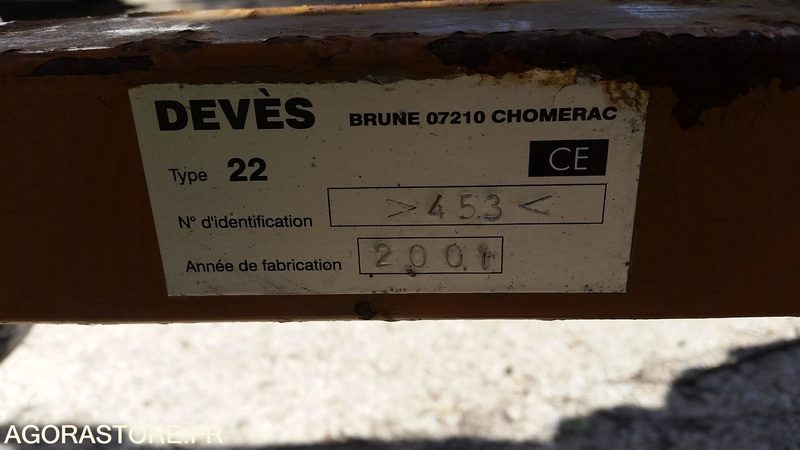 DEVÈS BRUNE 07210 CHOMERAC
Type 22 CE
N° d'identification >453<
Année de fabrication 2001
AGORASTORE.FR